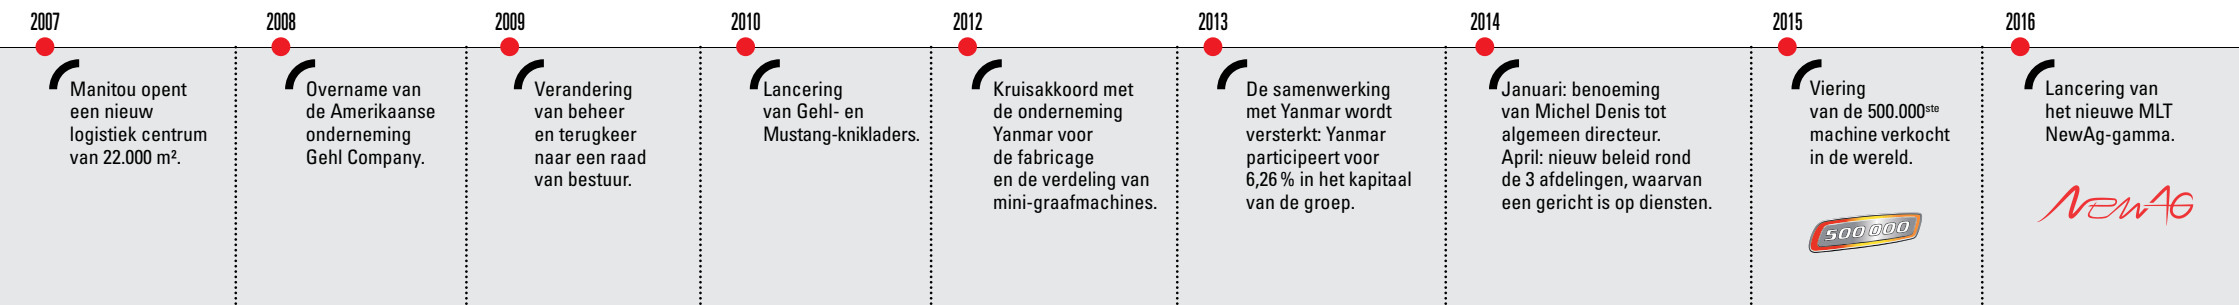 2007
Manitou opent
een nieuw
logistiek centrum
van 22.000 m².
2008
Overname van
de Amerikaanse
onderneming
Gehl Company.
2009
Verandering
van beheer
en terugkeer
naar een raad
van bestuur.
2010
Lancering
van Gehl- en
Mustang-knikladers.
2012
Kruisakkoord met
de onderneming
Yanmar voor
de fabricage
en de verdeling van
mini-graafmachines.
2013
De samenwerking
met Yanmar wordt
versterkt: Yanmar
participeert voor
6,26 % in het kapitaal
van de groep.
2014
Januari: benoeming
van Michel Denis tot
algemeen directeur.
April: nieuw beleid rond
de 3 afdelingen, waarvan
een gericht is op diensten.
2015
Viering
van de 500.000ste
machine verkocht
in de wereld.
500 000
2016
Lancering van
het nieuwe MLT
NewAg-gamma.
NEWAG